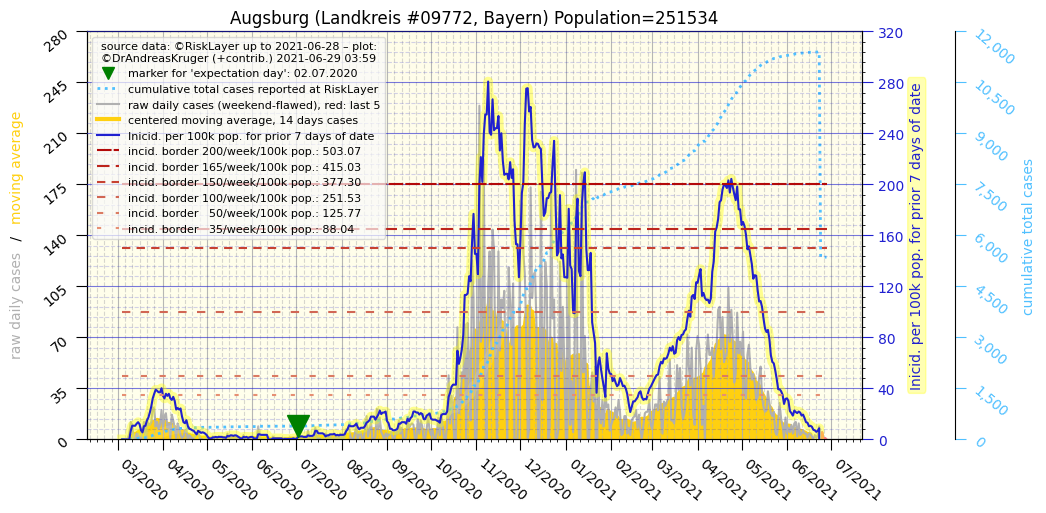 Augsburg (Landkreis #09772, Bayern) Population=251534
source data: ©RiskLayer up to 2021-06-28 – plot:
©DrAndreasKruger (+contrib.) 2021-06-29 03:59
marker for 'expectation day': 02.07.2020
cumulative total cases reported at RiskLayer
raw daily cases (weekend-flawed), red: last 5
centered moving average, 14 days cases
Inicid. per 100k pop. for prior 7 days of date
incid. border 200/week/100k pop.: 503.07
incid. border 165/week/100k pop.: 415.03
incid. border 150/week/100k pop.: 377.30
incid. border 100/week/100k pop.: 251.53
incid. border   50/week/100k pop.: 125.77
incid. border   35/week/100k pop.: 88.04
raw daily cases / moving average
280
245
210
175
140
105
70
35
0
320
280
240
200
160
120
80
40
0
Inicid. per 100k pop. for prior 7 days of date
12,000
10,500
9,000
7,500
6,000
4,500
3,000
1,500
0
cumulative total cases
03/2020
04/2020
05/2020
06/2020
07/2020
08/2020
09/2020
10/2020
11/2020
12/2020
01/2021
02/2021
03/2021
04/2021
05/2021
06/2021
07/2021